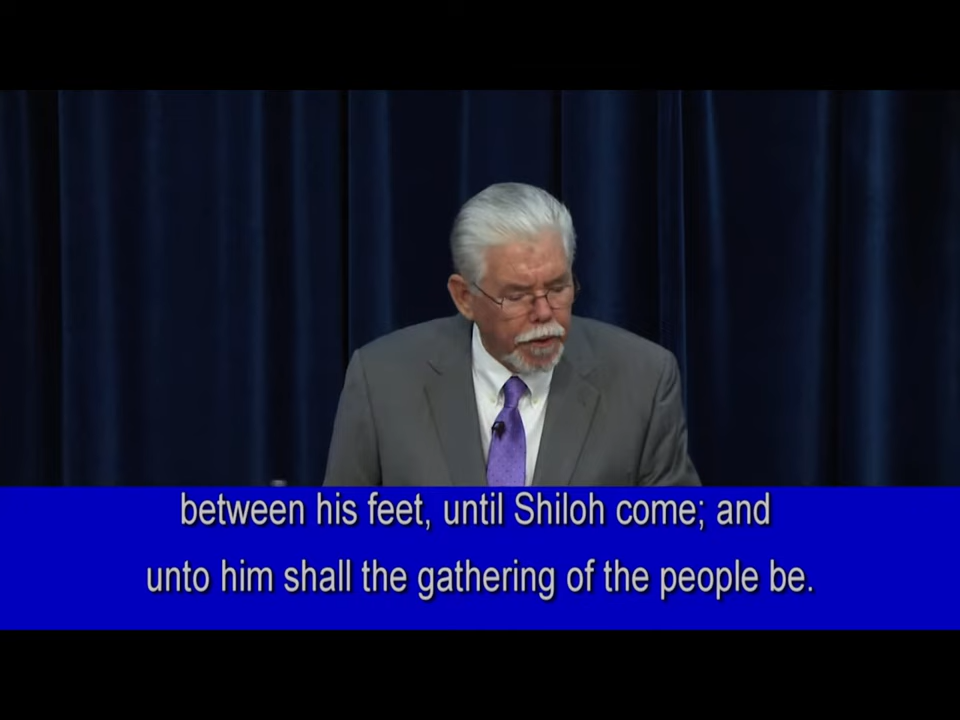 between his feet, until Shiloh come; and
unto him shall the gathering of the people be.